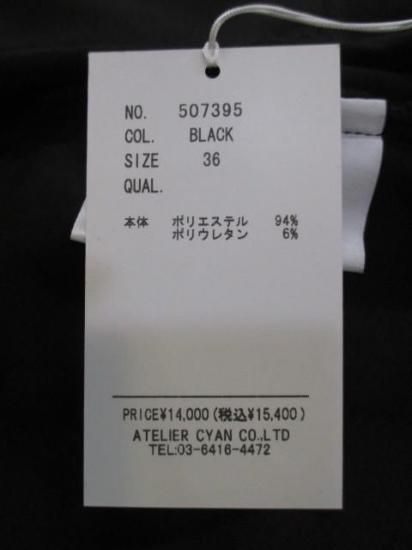 NO. 507395
COL. BLACK
SIZE 36
QUAL.
本体 ポリエステル 94%
ポリウレタン 6%
PRICE¥14,000(税込¥15,400)
ATELIER CYAN CO.,LTD
TEL:03-6416-4472